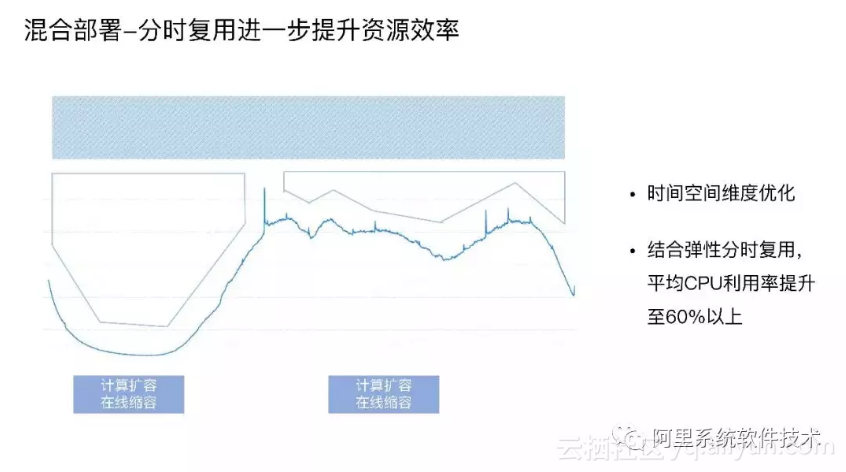 混合部署-分时复用进一步提升资源效率
• 时间空间维度优化
• 结合弹性分时复用，
平均CPU利用率提升
至60%以上
计算扩容
在线缩容
计算扩容
在线缩容
阿里系统软件技术
云栖社区 yq.aliyun.com